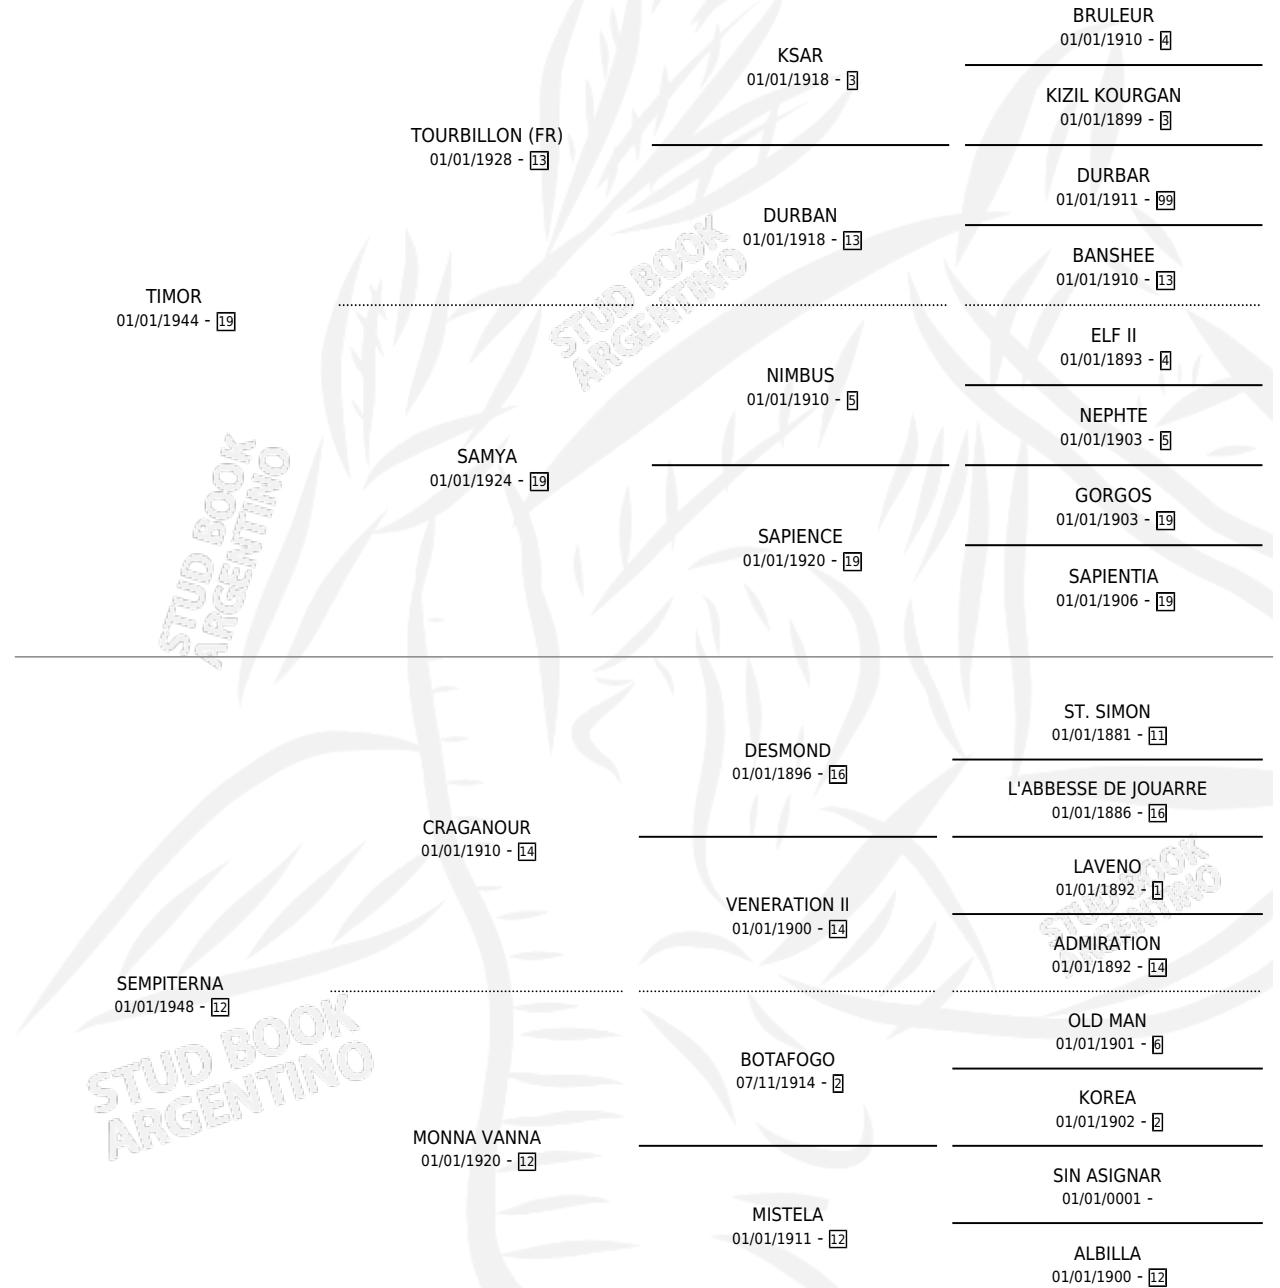 BRULEUR
01/01/1910 - 4
KSAR
01/01/1918 - 3
KIZIL KOURGAN
01/01/1899 - 3
TOURBILLON (FR)
01/01/1928 - 13
DURBAR
01/01/1911 - 99
DURBAN
01/01/1918 - 13
BANSHEE
01/01/1910 - 13
TIMOR
01/01/1944 - 19
ELF II
01/01/1893 - 4
NIMBUS
01/01/1910 - 5
NEPHTE
01/01/1903 - 5
SAMYA
01/01/1924 - 19
GORGOS
01/01/1903 - 19
SAPIENCE
01/01/1920 - 19
SAPIENTIA
01/01/1906 - 19
ST. SIMON
01/01/1881 - 11
DESMOND
01/01/1896 - 16
L'ABBESSE DE JOUARRE
01/01/1886 - 16
CRAGANOUR
01/01/1910 - 14
LAVENO
01/01/1892 - 1
VENERATION II
01/01/1900 - 14
ADMIRATION
01/01/1892 - 14
SEMPITERNA
01/01/1948 - 12
OLD MAN
01/01/1901 - 6
BOTAFOGO
07/11/1914 - 2
KOREA
01/01/1902 - 2
MONNA VANNA
01/01/1920 - 12
SIN ASIGNAR
01/01/0001 -
MISTELA
01/01/1911 - 12
ALBILLA
01/01/1900 - 12
STUD BOOK
ARGENTINO
STUD BOOK
ARGENTINO
STUD BOOK
ARGENTINO
STUD BOOK
ARGENTINO